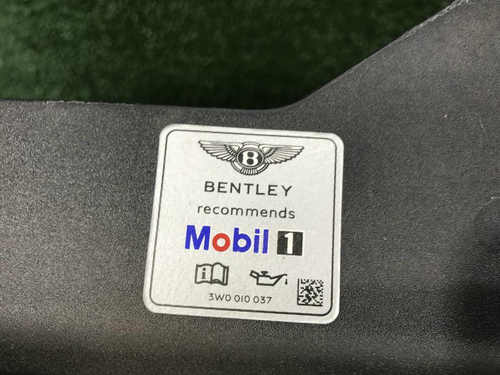 B
BENTLEY
recommends
Mobil 1
3W0 010 037